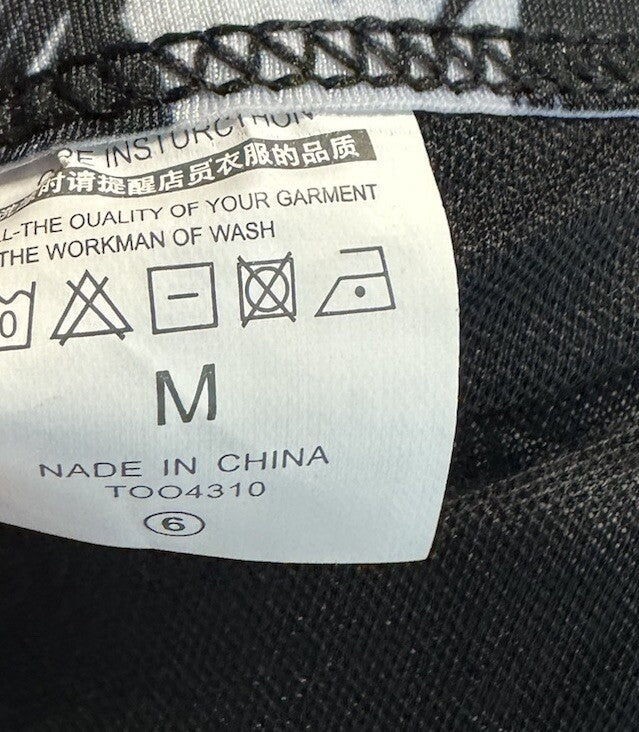 INSTURCTION
时请提醒店员衣服的品质
THE OUALITY OF YOUR GARMENT
THE WORKMAN OF WASH
M
NADE IN CHINA
TOO4310
6